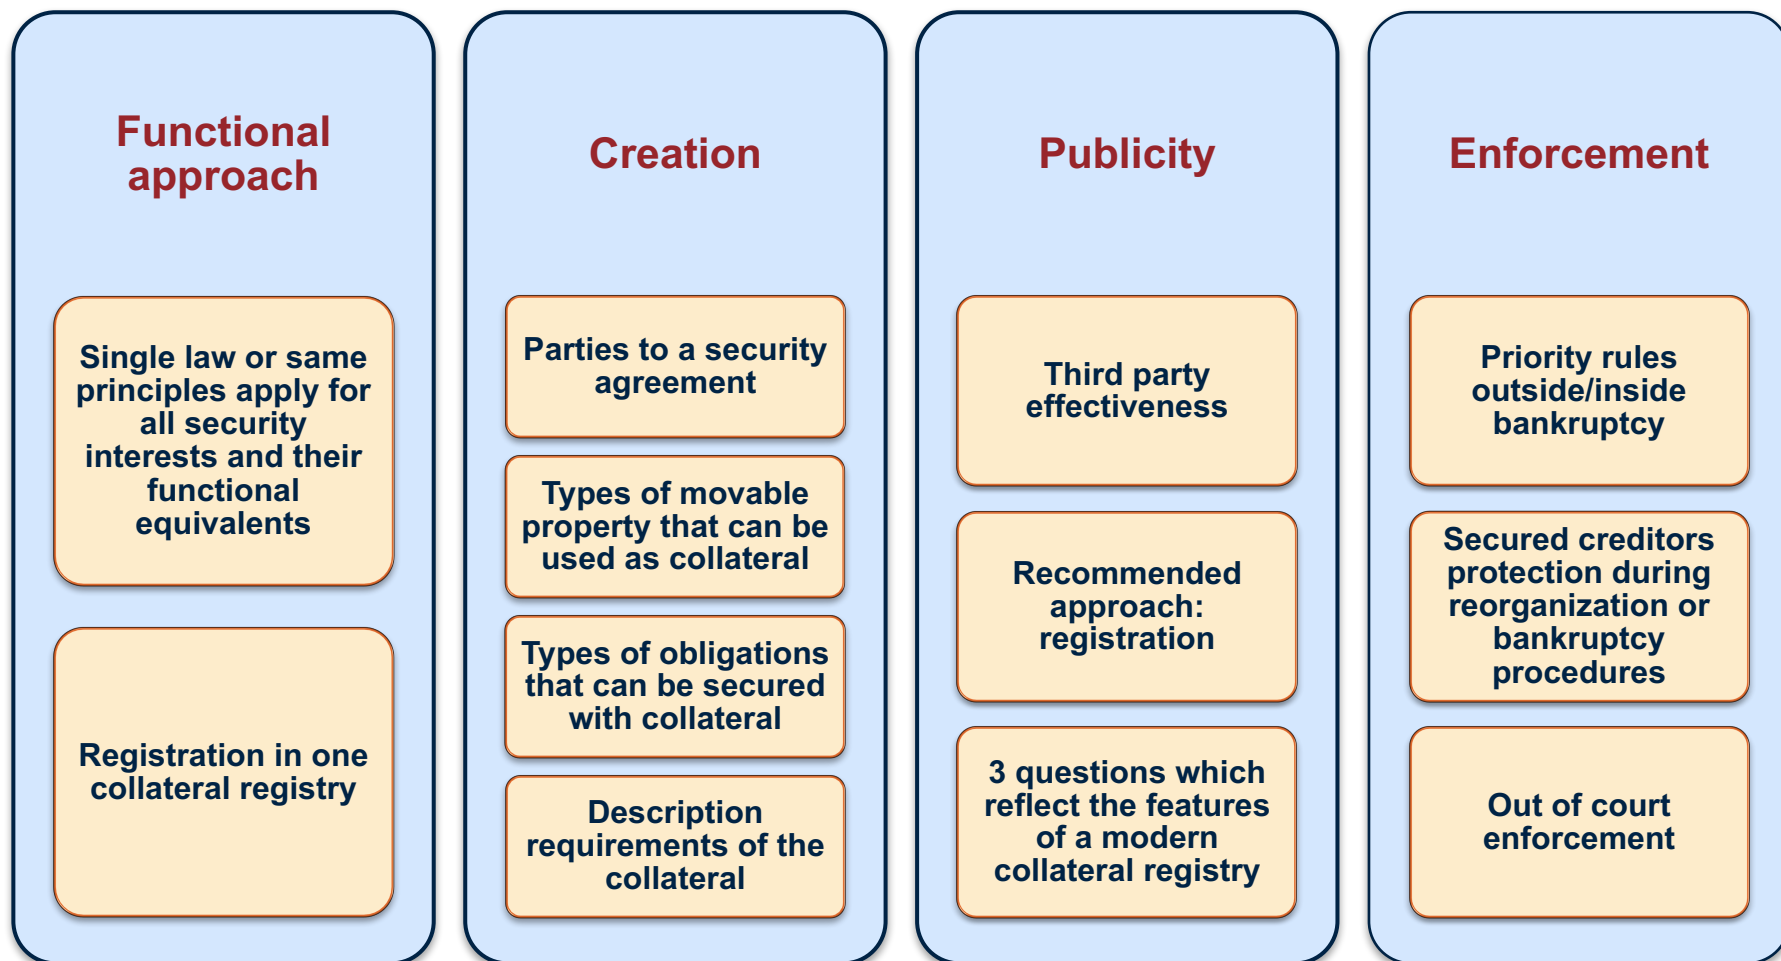 Functional
approach
Single law or same
principles apply for
all security
interests and their
functional
equivalents
Registration in one
collateral registry
Creation
Parties to a security
agreement
Types of movable
property that can be
used as collateral
Types of obligations
that can be secured
with collateral
Description
requirements of the
collateral
Publicity
Third party
effectiveness
Recommended
approach:
registration
3 questions which
reflect the features
of a modern
collateral registry
Enforcement
Priority rules
outside/inside
bankruptcy
Secured creditors
protection during
reorganization or
bankruptcy
procedures
Out of court
enforcement